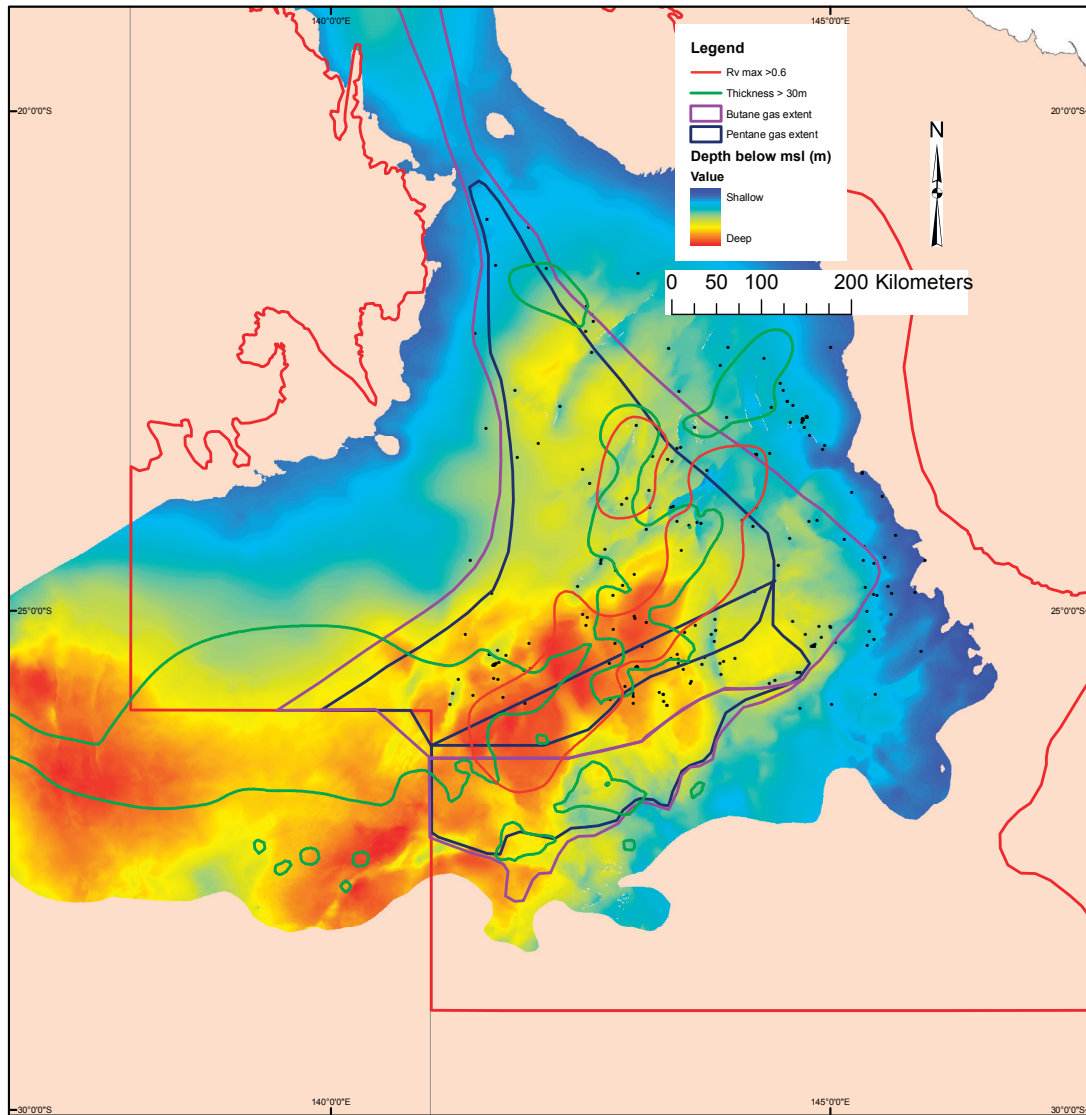 140°0'0"E 145°0'0"E
Legend
Rv max >0.6
Thickness > 30m
Butane gas extent
Pentane gas extent
Depth below msl (m)
Value
Shallow
Deep
N
20°0'0"S 20°0'0"S
0 50 100 200 Kilometers
25°0'0"S 25°0'0"S
30°0'0"S 30°0'0"S
140°0'0"E 145°0'0"E